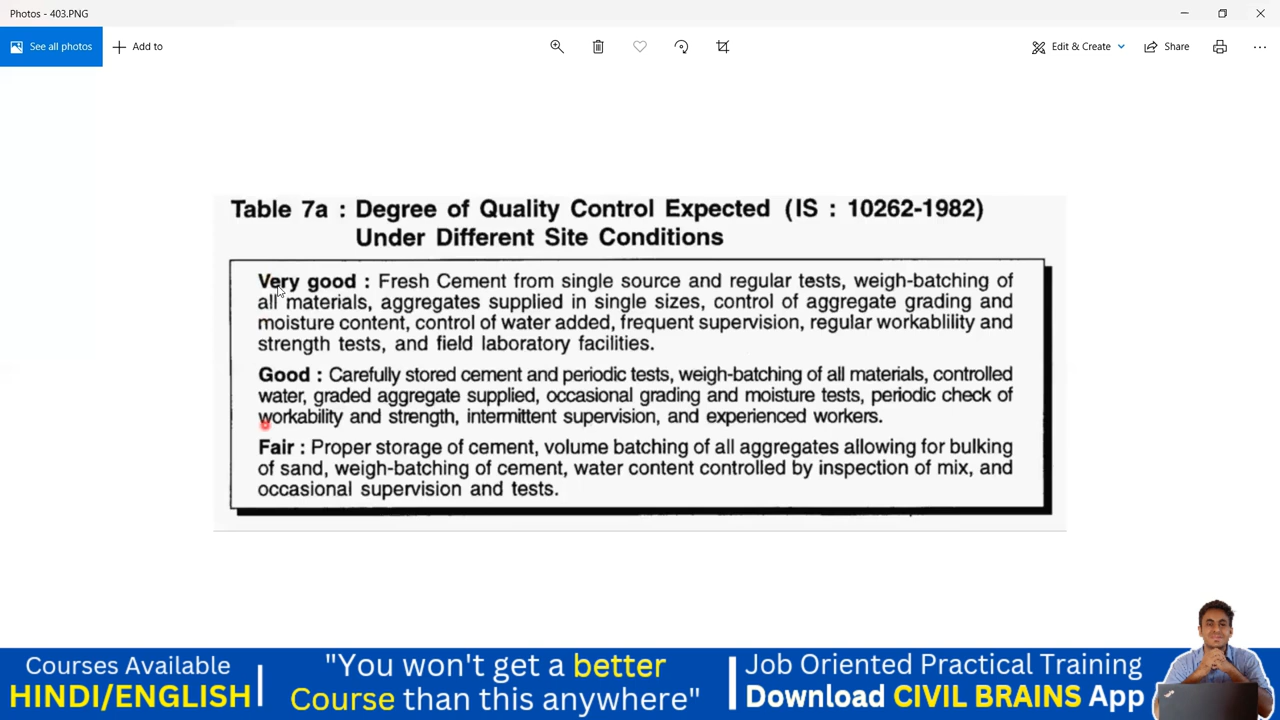 Photos - 403.PNG
See all photos
Add to
Edit & Create
Share
Table 7a : Degree of Quality Control Expected (IS : 10262-1982)
Under Different Site Conditions
Very good : Fresh Cement from single source and regular tests, weigh-batching of
all materials, aggregates supplied in single sizes, control of aggregate grading and
moisture content, control of water added, frequent supervision, regular workablility and
strength tests, and field laboratory facilities.
Good : Carefully stored cement and periodic tests, weigh-batching of all materials, controlled
water, graded aggregate supplied, occasional grading and moisture tests, periodic check of
workability and strength, intermittent supervision, and experienced workers.
Fair : Proper storage of cement, volume batching of all aggregates allowing for bulking
of sand, weigh-batching of cement, water content controlled by inspection of mix, and
occasional supervision and tests.
Courses Available
HINDI/ENGLISH
"You won't get a better
Course than this anywhere"
Job Oriented Practical Training
Download CIVIL BRAINS App